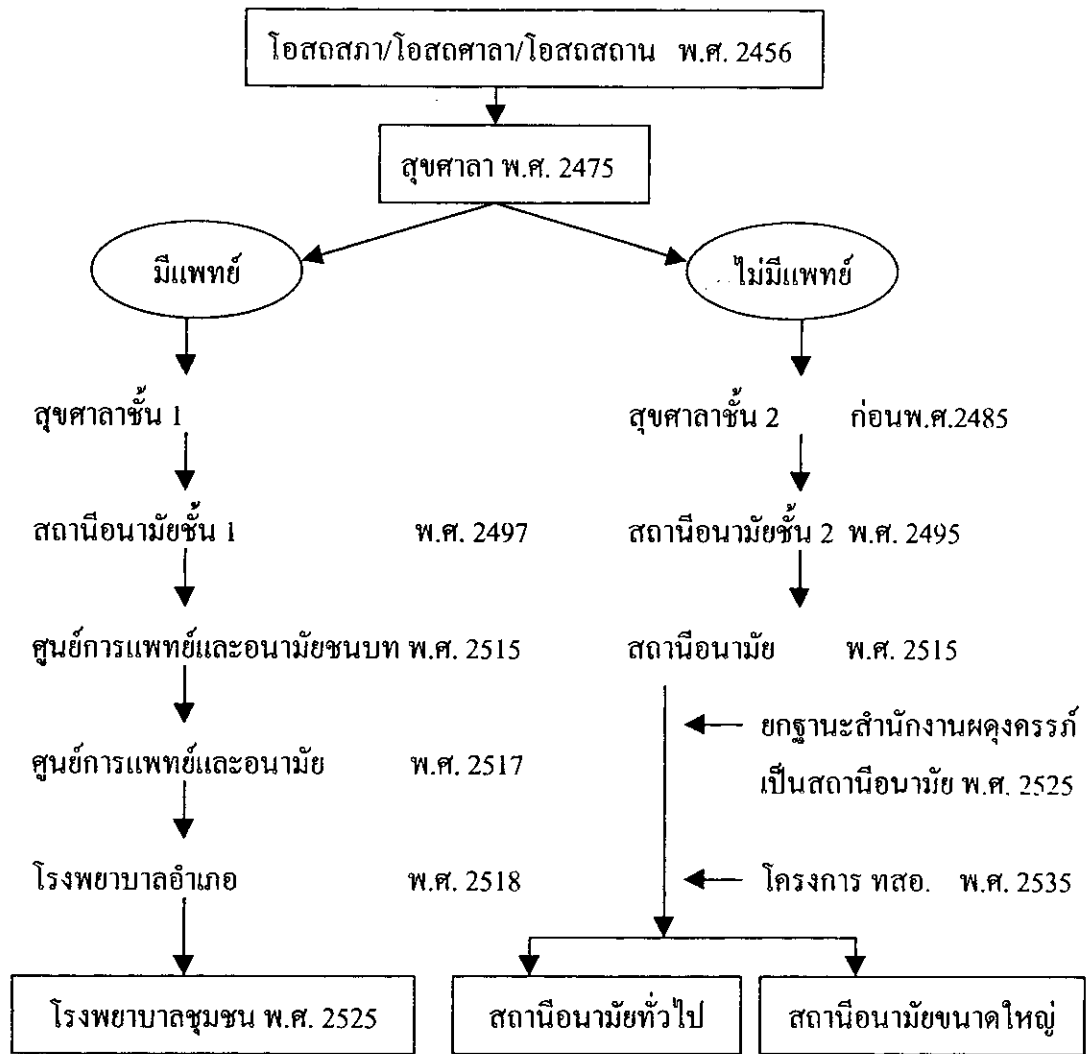 โอสถสภา/โอสถศาลา/โอสถสถาน พ.ศ. 2456
สุขศาลา พ.ศ. 2475
มีแพทย์
ไม่มีแพทย์
สุขศาลาชั้น 1
สุขศาลาชั้น 2 ก่อนพ.ศ.2485
สถานีอนามัยชั้น 1 พ.ศ. 2497
สถานีอนามัยชั้น 2 พ.ศ. 2495
ศูนย์การแพทย์และอนามัยชนบท พ.ศ. 2515
สถานีอนามัย พ.ศ. 2515
ยกฐานะสำนักงานผดุงครรภ์
เป็นสถานีอนามัย พ.ศ. 2525
ศูนย์การแพทย์และอนามัย พ.ศ. 2517
โรงพยาบาลอำเภอ พ.ศ. 2518
โครงการ ทสอ. พ.ศ. 2535
โรงพยาบาลชุมชน พ.ศ. 2525
สถานีอนามัยทั่วไป
สถานีอนามัยขนาดใหญ่